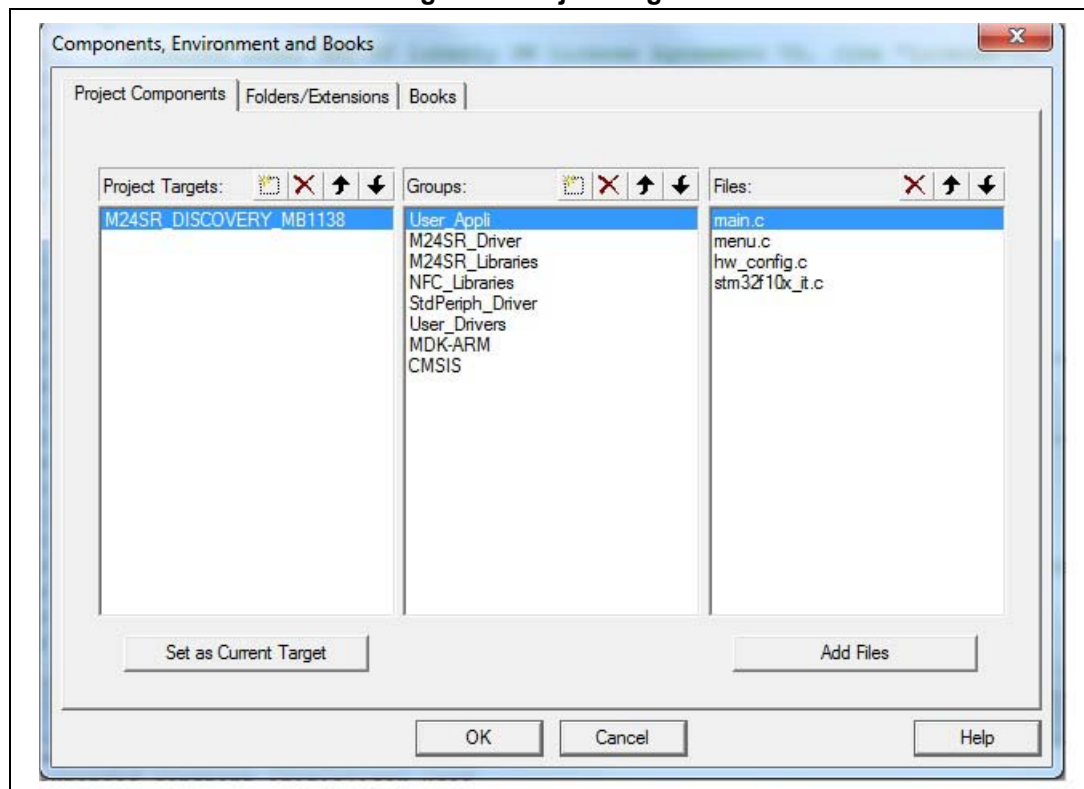 Components, Environment and Books
Project Components Folders/Extensions Books
Project Targets: Groups: Files:
M24SR_DISCOVERY_MB1138 User_Appli main.c
M24SR_Driver menu.c
M24SR_Libraries hw_config.c
NFC_Libraries stm32f10x_it.c
StdPeriph_Driver
User_Drivers
MDK-ARM
CMSIS
Set as Current Target Add Files
OK Cancel Help